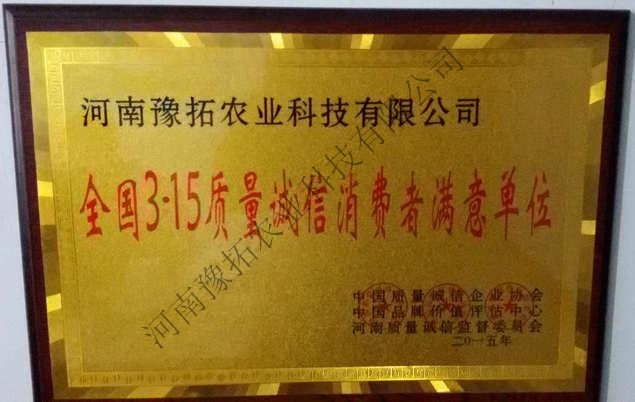 河南豫拓农业科技有限公司
全国3·15质量诚信消费者满意单位
中国质量诚信企业协会
中国品牌价值评估中心
河南质量诚信监督委员会
二〇一五年
河南豫拓农业科技有限公司